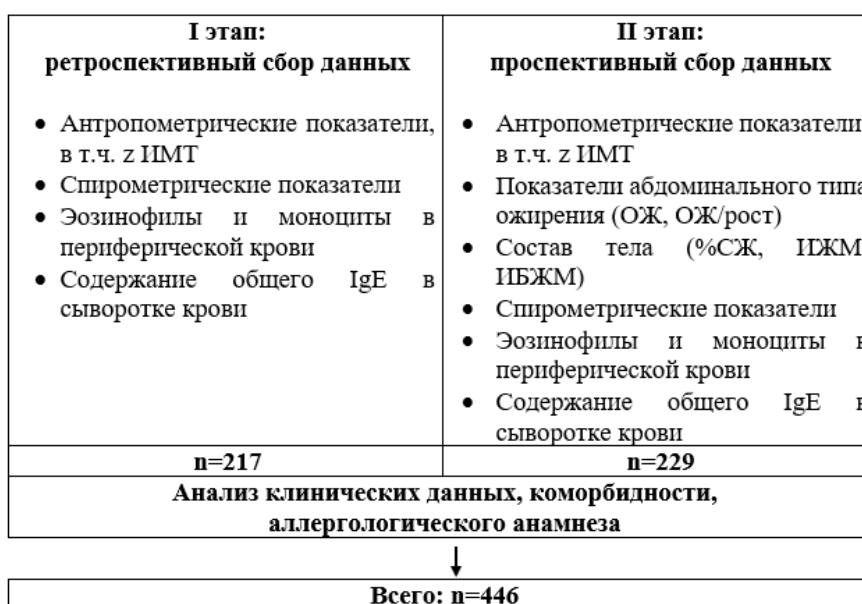 I этап:
ретроспективный сбор данных
• Антропометрические показатели,
в т.ч. z ИМТ
• Спирометрические показатели
• Эозинофилы и моноциты в
периферической крови
• Содержание общего IgE в
сыворотке крови
n=217
II этап:
проспективный сбор данных
• Антропометрические показатели
в т.ч. z ИМТ
• Показатели абдоминального типа
ожирения (ОЖ, ОЖ/рост)
• Состав тела (%СЖ, ИЖМ
ИБЖМ)
• Спирометрические показатели
• Эозинофилы и моноциты в
периферической крови
• Содержание общего IgE в
сыворотке крови
n=229
Анализ клинических данных, коморбидности,
аллергологического анамнеза
Всего: n=446